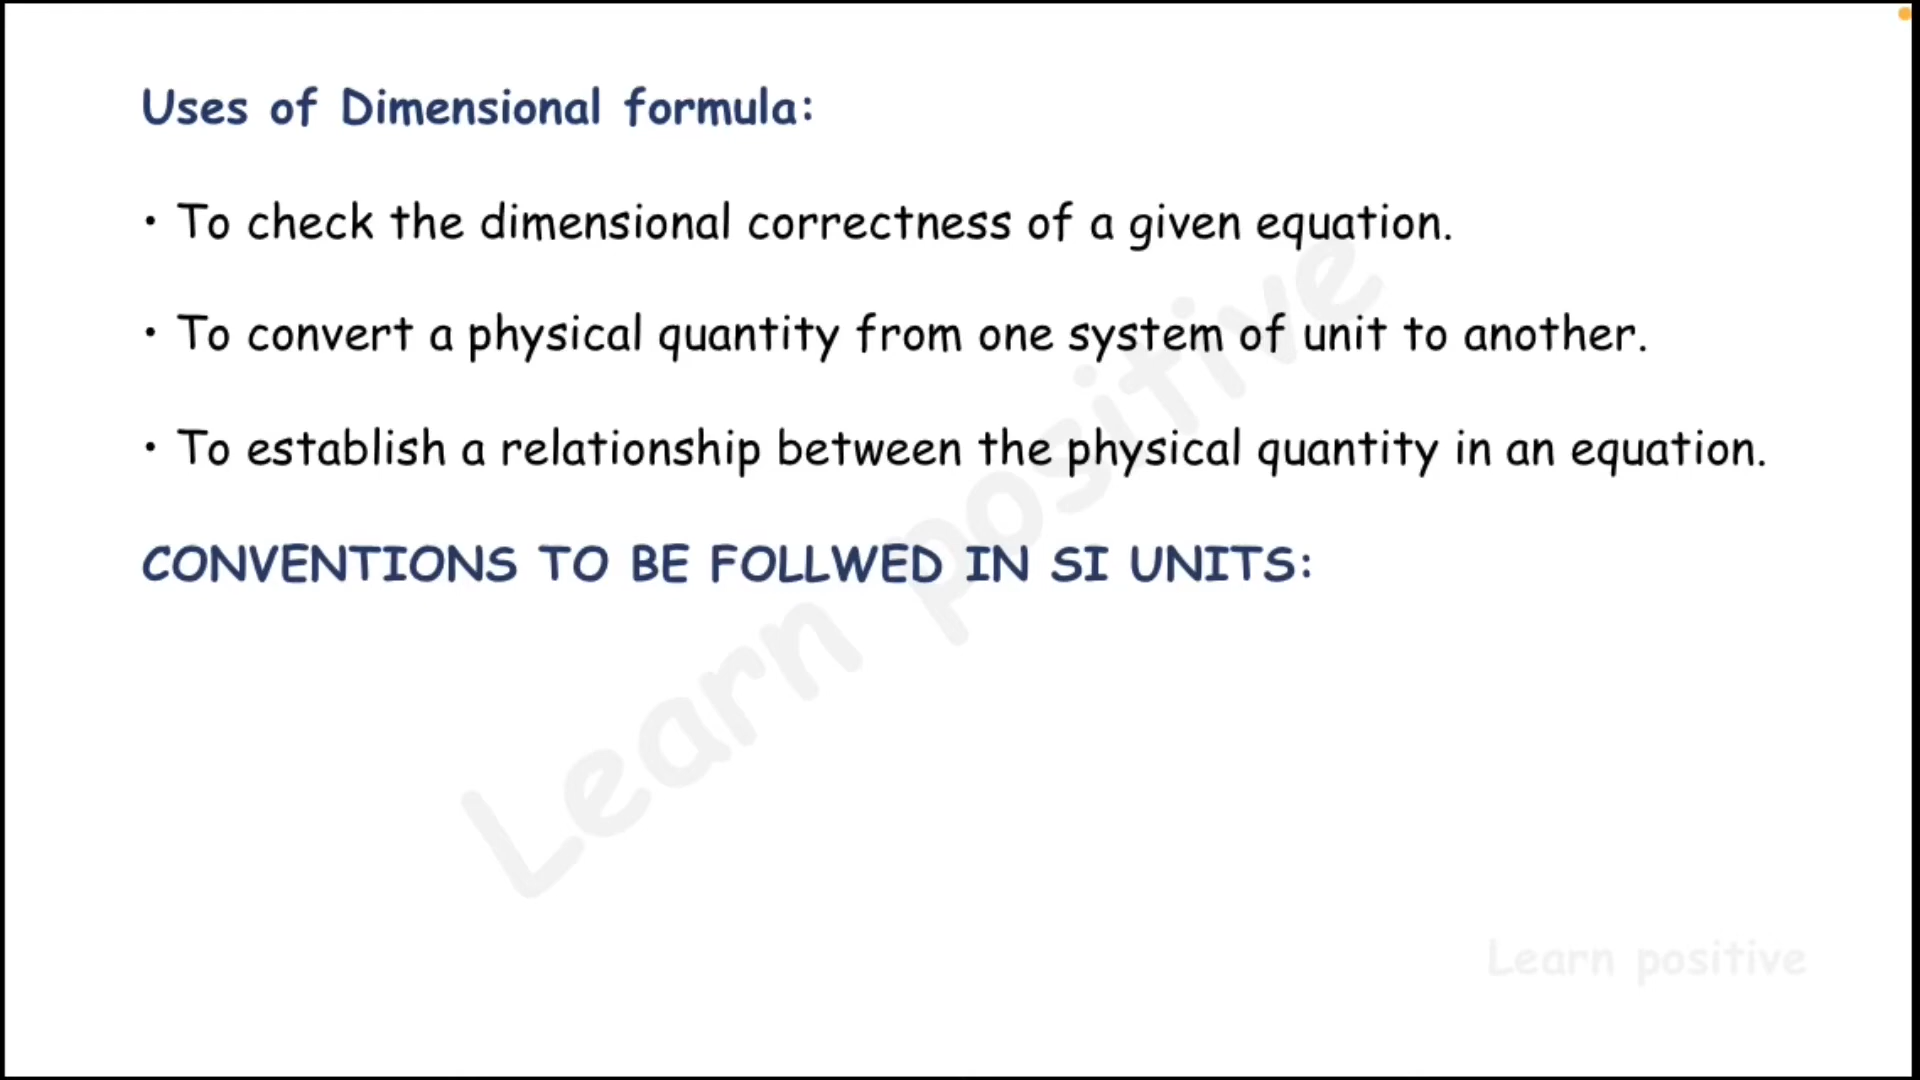 Uses of Dimensional formula:
• To check the dimensional correctness of a given equation.
• To convert a physical quantity from one system of unit to another.
• To establish a relationship between the physical quantity in an equation.
CONVENTIONS TO BE FOLLWED IN SI UNITS:
Learn positive
Learn positive